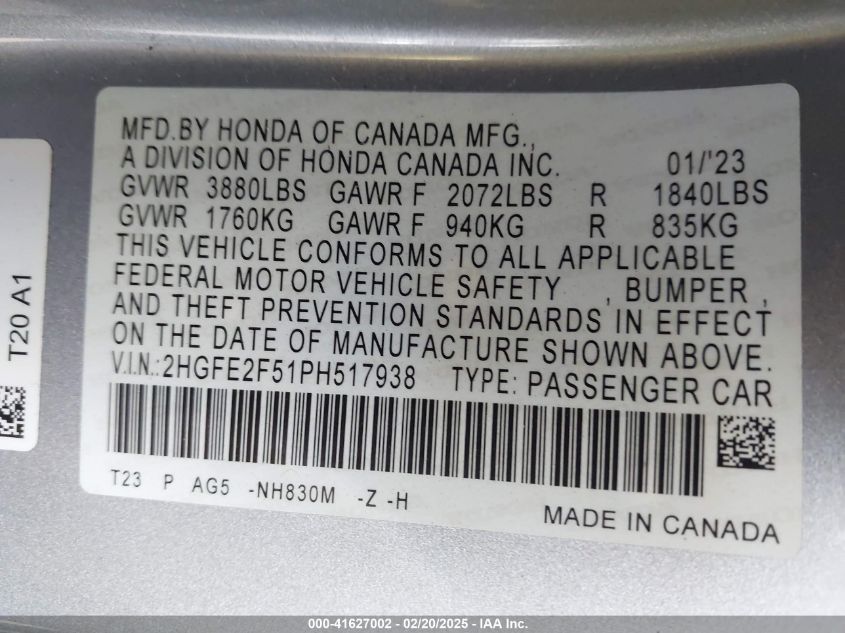 MFD.BY HONDA OF CANADA MFG.,
A DIVISION OF HONDA CANADA INC. 01/'23
GVWR 3880LBS GAWR F 2072LBS R 1840LBS
GVWR 1760KG GAWR F 940KG R 835KG
THIS VEHICLE CONFORMS TO ALL APPLICABLE
FEDERAL MOTOR VEHICLE SAFETY , BUMPER ,
AND THEFT PREVENTION STANDARDS IN EFFECT
ON THE DATE OF MANUFACTURE SHOWN ABOVE.
V.I.N.:2HGFE2F51PH517938 TYPE: PASSENGER CAR
T23 P AG5 -NH830M -Z -H
MADE IN CANADA
T20 A1
000-41627002 - 02/20/2025 - IAA Inc.